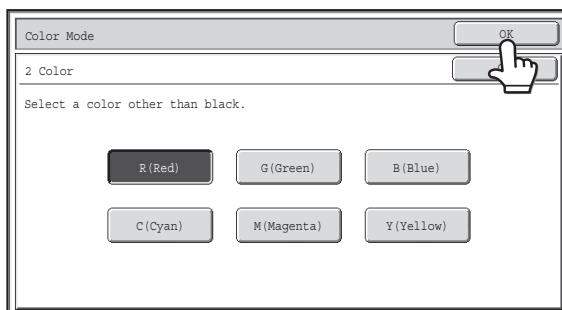 Color Mode OK
2 Color
Select a color other than black.
R(Red) G(Green) B(Blue)
C(Cyan) M(Magenta) Y(Yellow)